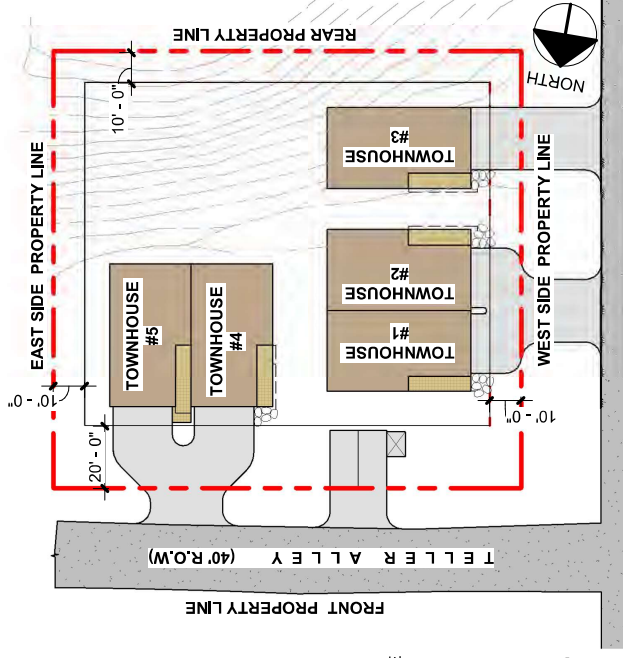 REAR PROPERTY LINE
NORTH
10' - 0"
EAST SIDE PROPERTY LINE
WEST SIDE PROPERTY LINE
TOWNHOUSE
#3
TOWNHOUSE
#2
TOWNHOUSE
#1
TOWNHOUSE
#5
TOWNHOUSE
#4
10' - 0"
10' - 0"
20' - 0"
TELLER ALLEY (40' R.O.W)
FRONT PROPERTY LINE